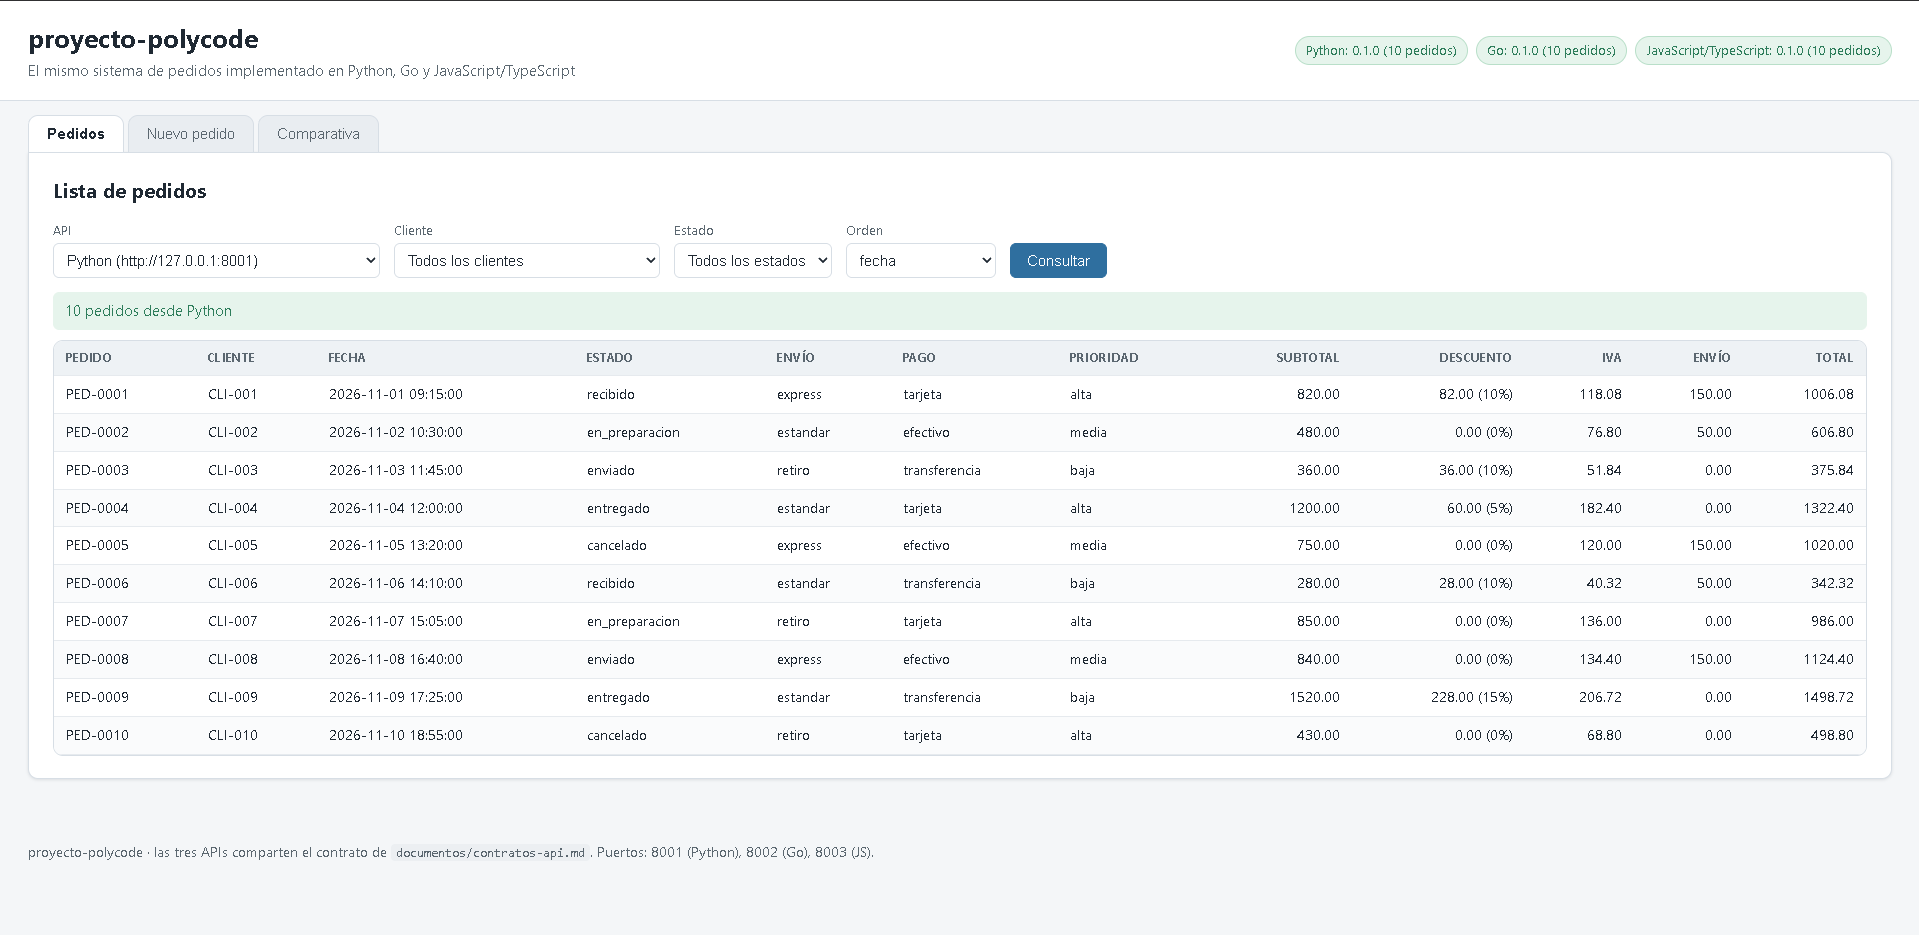 proyecto-polycode
El mismo sistema de pedidos implementado en Python, Go y JavaScript/TypeScript
Python: 0.1.0 (10 pedidos) Go: 0.1.0 (10 pedidos) JavaScript/TypeScript: 0.1.0 (10 pedidos)
Pedidos Nuevo pedido Comparativa
Lista de pedidos
API Cliente Estado Orden
Python (http://127.0.0.1:8001) Todos los clientes Todos los estados fecha Consultar
10 pedidos desde Python
PEDIDO CLIENTE FECHA ESTADO ENVÍO PAGO PRIORIDAD SUBTOTAL DESCUENTO IVA ENVÍO TOTAL
PED-0001 CLI-001 2026-11-01 09:15:00 recibido express tarjeta alta 820.00 82.00 (10%) 118.08 150.00 1006.08
PED-0002 CLI-002 2026-11-02 10:30:00 en_preparacion estandar efectivo media 480.00 0.00 (0%) 76.80 50.00 606.80
PED-0003 CLI-003 2026-11-03 11:45:00 enviado retiro transferencia baja 360.00 36.00 (10%) 51.84 0.00 375.84
PED-0004 CLI-004 2026-11-04 12:00:00 entregado estandar tarjeta alta 1200.00 60.00 (5%) 182.40 0.00 1322.40
PED-0005 CLI-005 2026-11-05 13:20:00 cancelado express efectivo media 750.00 0.00 (0%) 120.00 150.00 1020.00
PED-0006 CLI-006 2026-11-06 14:10:00 recibido estandar transferencia baja 280.00 28.00 (10%) 40.32 50.00 342.32
PED-0007 CLI-007 2026-11-07 15:05:00 en_preparacion retiro tarjeta alta 850.00 0.00 (0%) 136.00 0.00 986.00
PED-0008 CLI-008 2026-11-08 16:40:00 enviado express efectivo media 840.00 0.00 (0%) 134.40 150.00 1124.40
PED-0009 CLI-009 2026-11-09 17:25:00 entregado estandar transferencia baja 1520.00 228.00 (15%) 206.72 0.00 1498.72
PED-0010 CLI-010 2026-11-10 18:55:00 cancelado retiro tarjeta alta 430.00 0.00 (0%) 68.80 0.00 498.80
proyecto-polycode · las tres APIs comparten el contrato de documentos/contratos-api.md. Puertos: 8001 (Python), 8002 (Go), 8003 (JS).